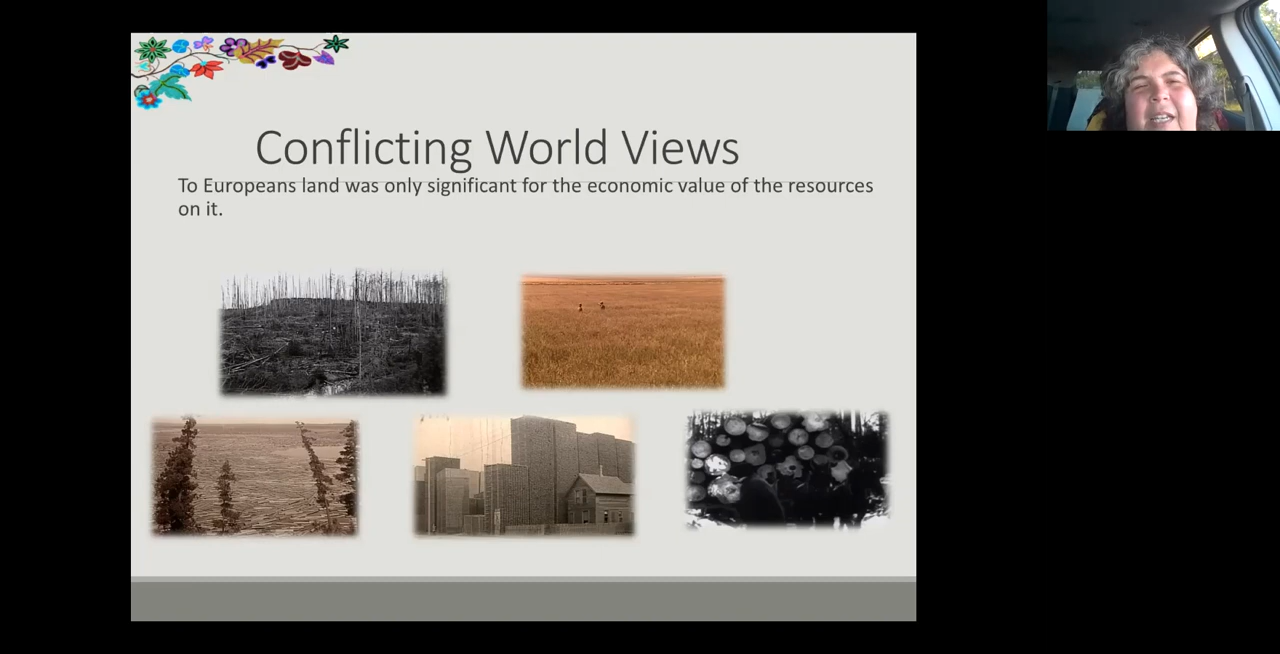 Conflicting World Views
To Europeans land was only significant for the economic value of the resources
on it.